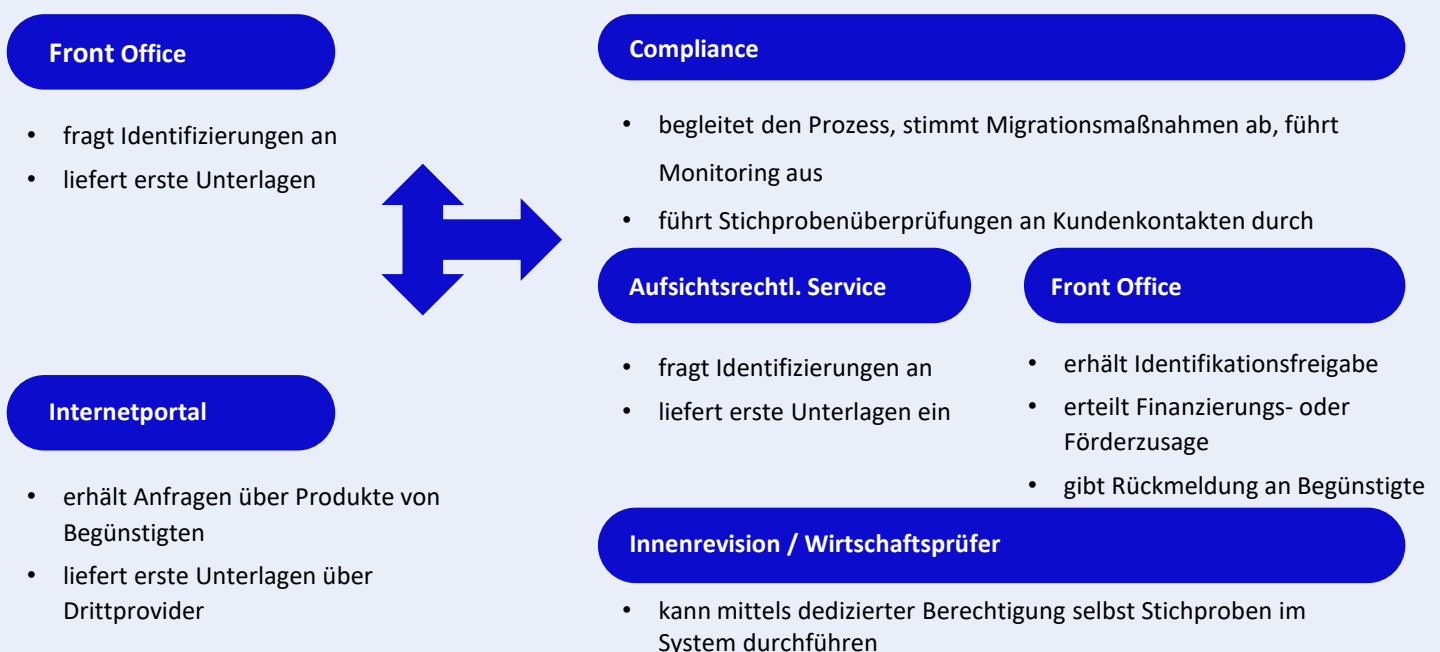 Front Office
• fragt Identifizierungen an
• liefert erste Unterlagen
Internetportal
• erhält Anfragen über Produkte von
Begünstigten
• liefert erste Unterlagen über
Drittprovider
Compliance
• begleitet den Prozess, stimmt Migrationsmaßnahmen ab, führt
Monitoring aus
• führt Stichprobenüberprüfungen an Kundenkontakten durch
Aufsichtsrechtl. Service
• fragt Identifizierungen an
• liefert erste Unterlagen ein
Front Office
• erhält Identifikationsfreigabe
• erteilt Finanzierungs- oder
Förderzusage
• gibt Rückmeldung an Begünstigte
Innenrevision / Wirtschaftsprüfer
• kann mittels dedizierter Berechtigung selbst Stichproben im
System durchführen